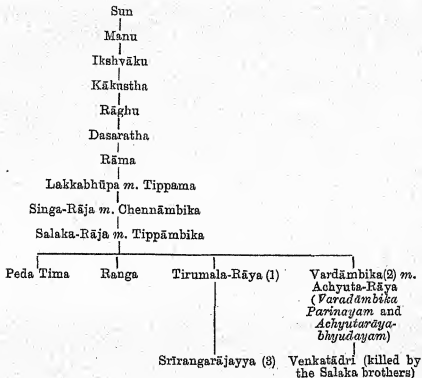 Sun
Manu
Ikshvāku
Kākustha
Rāghu
Dasaratha
Rāma
Lakkabhūpa m. Tippama
Singa-Rāja m. Chennāmbika
Salaka-Rāja m. Tippāmbika
Peda Tima Ranga Tirumala-Rāya (1) Vardāmbika(2) m.
Achyuta-Rāya
(Varadāmbika
Parinayam and
Achyutarāya-
bhyudayam)
Srīrangarājayya (3) Venkatādri (killed by
the Salaka brothers)